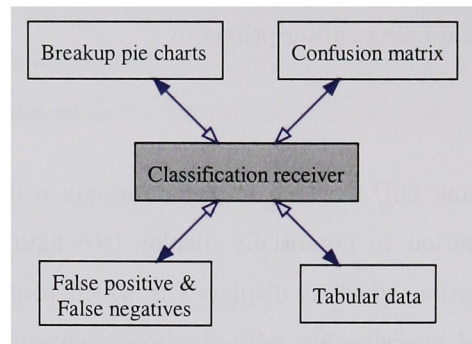 Breakup pie charts
Confusion matrix
Classification receiver
False positive &
False negatives
Tabular data